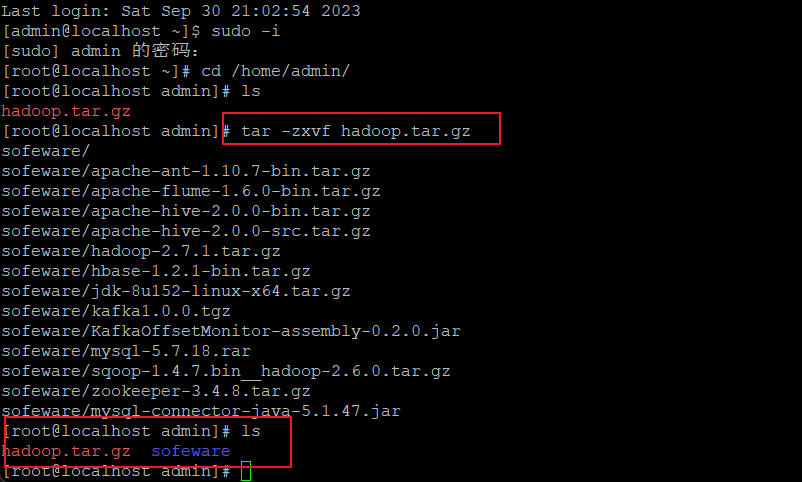 Last login: Sat Sep 30 21:02:54 2023
[admin@localhost ~]$ sudo -i
[sudo] admin 的密码：
[root@localhost ~]# cd /home/admin/
[root@localhost admin]# ls
hadoop.tar.gz
[root@localhost admin]# tar -zxvf hadoop.tar.gz
sofeware/
sofeware/apache-ant-1.10.7-bin.tar.gz
sofeware/apache-flume-1.6.0-bin.tar.gz
sofeware/apache-hive-2.0.0-bin.tar.gz
sofeware/apache-hive-2.0.0-src.tar.gz
sofeware/hadoop-2.7.1.tar.gz
sofeware/hbase-1.2.1-bin.tar.gz
sofeware/jdk-8u152-linux-x64.tar.gz
sofeware/kafka1.0.0.tgz
sofeware/KafkaOffsetMonitor-assembly-0.2.0.jar
sofeware/mysql-5.7.18.rar
sofeware/sqoop-1.4.7.bin__hadoop-2.6.0.tar.gz
sofeware/zookeeper-3.4.8.tar.gz
sofeware/mysql-connector-java-5.1.47.jar
[root@localhost admin]# ls
hadoop.tar.gz  sofeware
[root@localhost admin]#